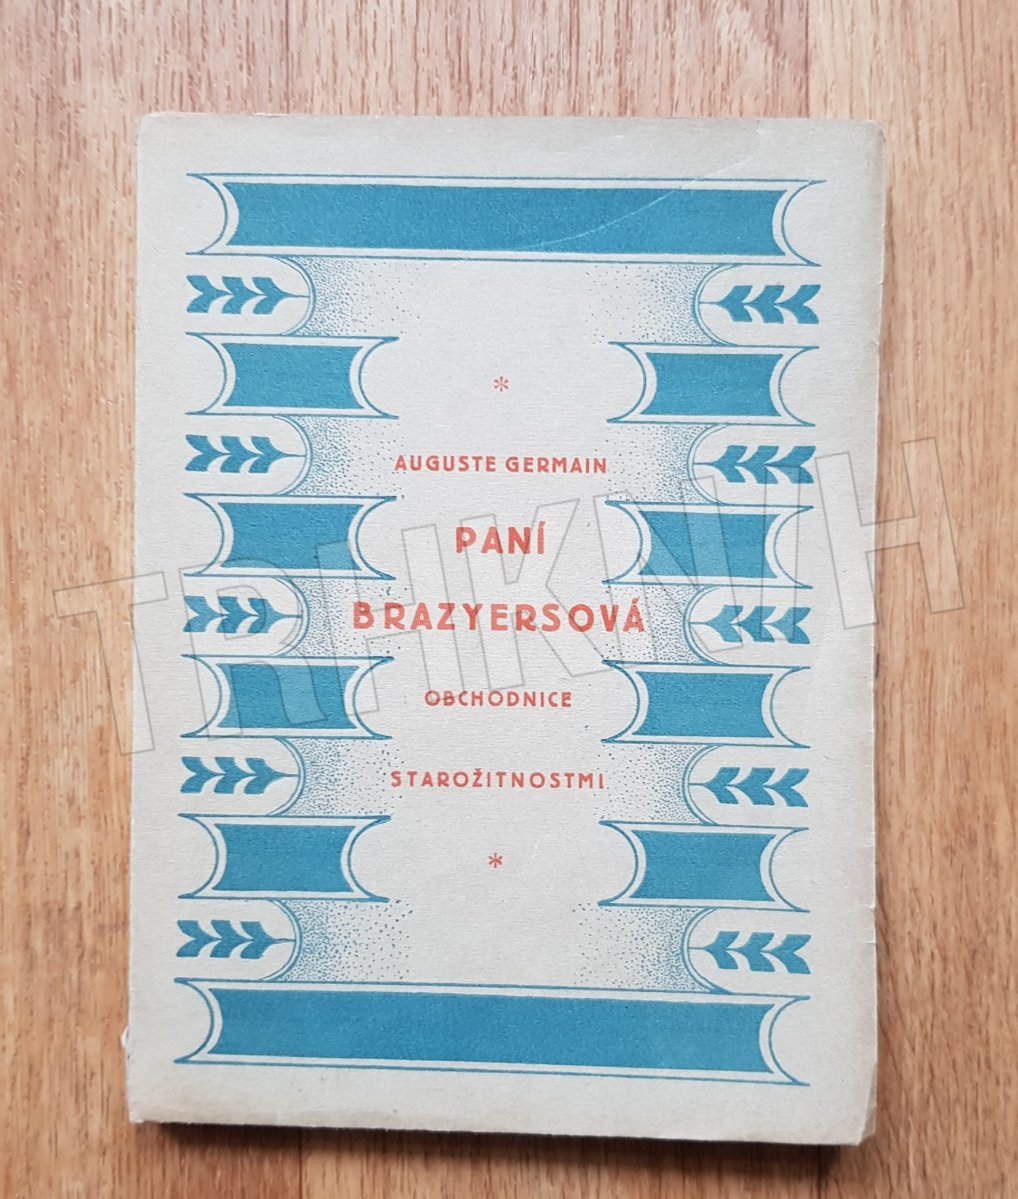 *
AUGUSTE GERMAIN
PANÍ
BRAZYERSOVÁ
OBCHODNICE
STAROŽITNOSTMI
*
TRHKNIH